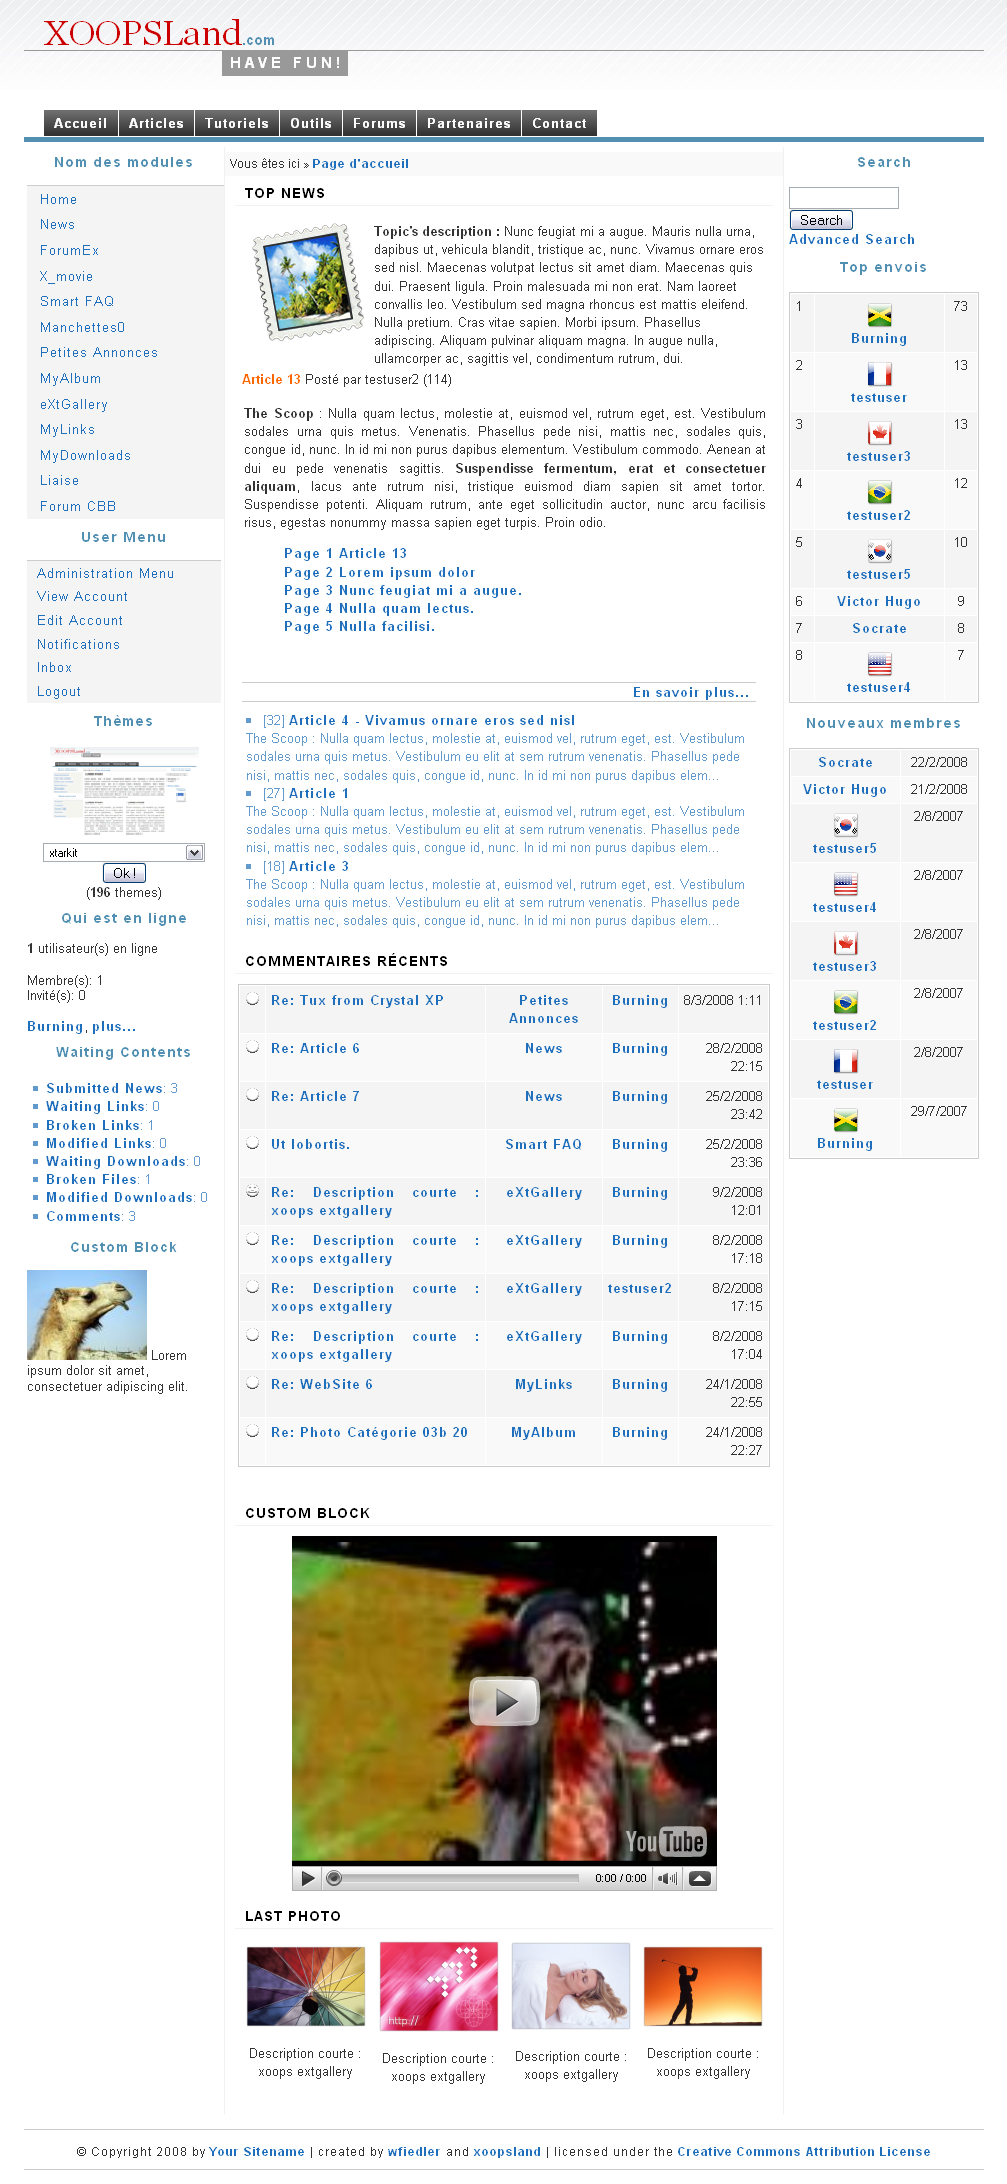 XOOPSLand.com
HAVE FUN!
Accueil Articles Tutoriels Outils Forums Partenaires Contact
Nom des modules
Home
News
ForumEx
X_movie
Smart FAQ
Manchettes0
Petites Annonces
MyAlbum
eXtGallery
MyLinks
MyDownloads
Liaise
Forum CBB
User Menu
Administration Menu
View Account
Edit Account
Notifications
Inbox
Logout
Thèmes
xtarkit
Ok!
(196 themes)
Qui est en ligne
1 utilisateur(s) en ligne
Membre(s): 1
Invité(s): 0
Burning, plus...
Waiting Contents
Submitted News: 3
Waiting Links: 0
Broken Links: 1
Modified Links: 0
Waiting Downloads: 0
Broken Files: 1
Modified Downloads: 0
Comments: 3
Custom Block
Lorem
ipsum dolor sit amet,
consectetuer adipiscing elit.
Vous êtes ici » Page d'accueil
TOP NEWS
Topic's description : Nunc feugiat mi a augue. Mauris nulla urna,
dapibus ut, vehicula blandit, tristique ac, nunc. Vivamus ornare eros
sed nisl. Maecenas volutpat lectus sit amet diam. Maecenas quis
dui. Praesent ligula. Proin malesuada mi non erat. Nam laoreet
convallis leo. Vestibulum sed magna rhoncus est mattis eleifend.
Nulla pretium. Cras vitae sapien. Morbi ipsum. Phasellus
adipiscing. Aliquam pulvinar aliquam magna. In augue nulla,
ullamcorper ac, sagittis vel, condimentum rutrum, dui.
Article 13 Posté par testuser2 (114)
The Scoop : Nulla quam lectus, molestie at, euismod vel, rutrum eget, est. Vestibulum
sodales urna quis metus. Venenatis. Phasellus pede nisi, mattis nec, sodales quis,
congue id, nunc. In id mi non purus dapibus elementum. Vestibulum commodo. Aenean at
dui eu pede venenatis sagittis. Suspendisse fermentum, erat et consectetuer
aliquam, lacus ante rutrum nisi, tristique euismod diam sapien sit amet tortor.
Suspendisse potenti. Aliquam rutrum, ante eget sollicitudin auctor, nunc arcu facilisis
risus, egestas nonummy massa sapien eget turpis. Proin odio.
Page 1 Article 13
Page 2 Lorem ipsum dolor
Page 3 Nunc feugiat mi a augue.
Page 4 Nulla quam lectus.
Page 5 Nulla facilisi.
En savoir plus...
[32] Article 4 - Vivamus ornare eros sed nisl
The Scoop : Nulla quam lectus, molestie at, euismod vel, rutrum eget, est. Vestibulum
sodales urna quis metus. Vestibulum eu elit at sem rutrum venenatis. Phasellus pede
nisi, mattis nec, sodales quis, congue id, nunc. In id mi non purus dapibus elem...
[27] Article 1
The Scoop : Nulla quam lectus, molestie at, euismod vel, rutrum eget, est. Vestibulum
sodales urna quis metus. Vestibulum eu elit at sem rutrum venenatis. Phasellus pede
nisi, mattis nec, sodales quis, congue id, nunc. In id mi non purus dapibus elem...
[18] Article 3
The Scoop : Nulla quam lectus, molestie at, euismod vel, rutrum eget, est. Vestibulum
sodales urna quis metus. Vestibulum eu elit at sem rutrum venenatis. Phasellus pede
nisi, mattis nec, sodales quis, congue id, nunc. In id mi non purus dapibus elem...
COMMENTAIRES RÉCENTS
Re: Tux from Crystal XP Petites Annonces Burning 8/3/2008 1:11
Re: Article 6 News Burning 28/2/2008 22:15
Re: Article 7 News Burning 25/2/2008 23:42
Ut lobortis. Smart FAQ Burning 25/2/2008 23:36
Re: Description courte : xoops extgallery eXtGallery Burning 9/2/2008 12:01
Re: Description courte : xoops extgallery eXtGallery Burning 8/2/2008 17:18
Re: Description courte : xoops extgallery eXtGallery testuser2 8/2/2008 17:15
Re: Description courte : xoops extgallery eXtGallery Burning 8/2/2008 17:04
Re: WebSite 6 MyLinks Burning 24/1/2008 22:55
Re: Photo Catégorie 03b 20 MyAlbum Burning 24/1/2008 22:27
CUSTOM BLOCK
YouTube
0:00 / 0:00
LAST PHOTO
http://
Description courte :
xoops extgallery
Description courte :
xoops extgallery
Description courte :
xoops extgallery
Description courte :
xoops extgallery
Search
Search
Advanced Search
Top envois
1 Burning 73
2 testuser 13
3 testuser3 13
4 testuser2 12
5 testuser5 10
6 Victor Hugo 9
7 Socrate 8
8 testuser4 7
Nouveaux membres
Socrate 22/2/2008
Victor Hugo 21/2/2008
testuser5 2/8/2007
testuser4 2/8/2007
testuser3 2/8/2007
testuser2 2/8/2007
testuser 2/8/2007
Burning 29/7/2007
© Copyright 2008 by Your Sitename | created by wfiedler and xoopsland | licensed under the Creative Commons Attribution License